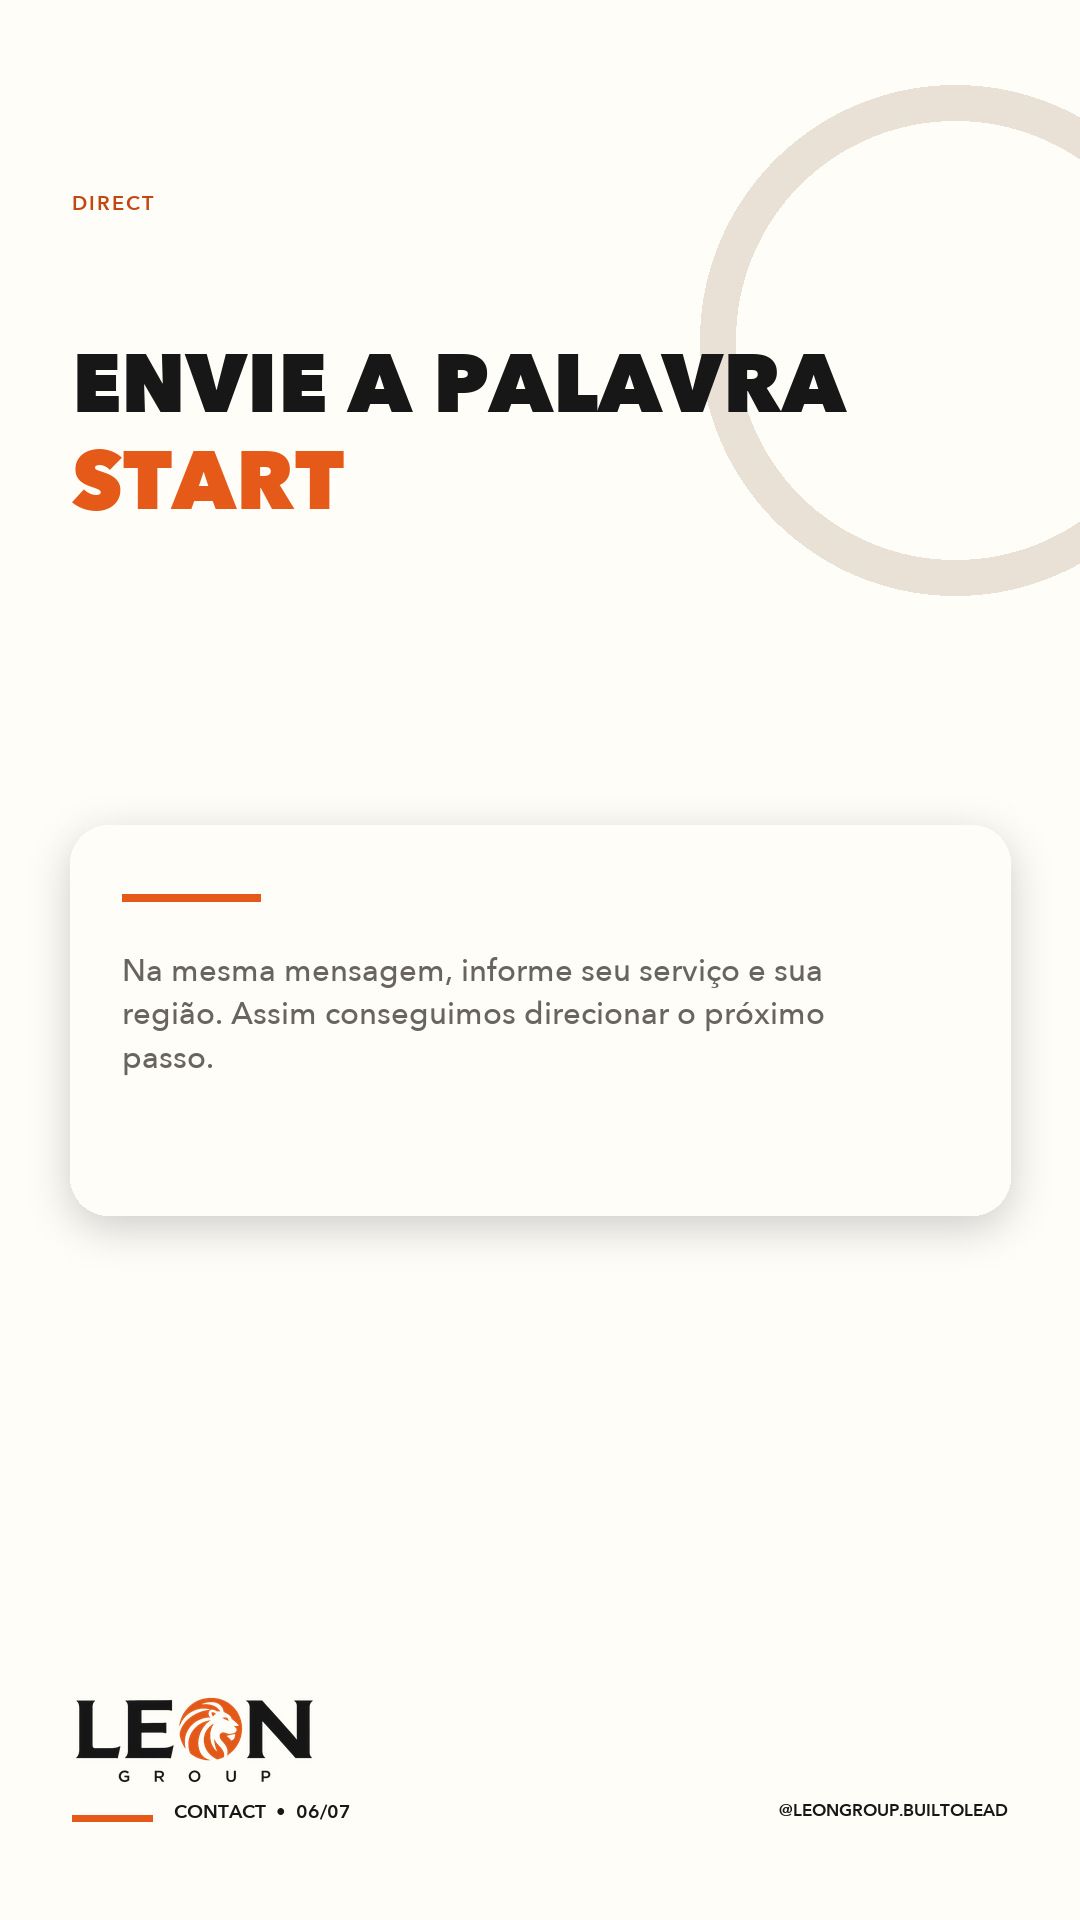 DIRECT
ENVIE A PALAVRA
START
Na mesma mensagem, informe seu serviço e sua
região. Assim conseguimos direcionar o próximo
passo.
LEON
GROUP
CONTACT • 06/07
@LEONGROUP.BUILTOLEAD